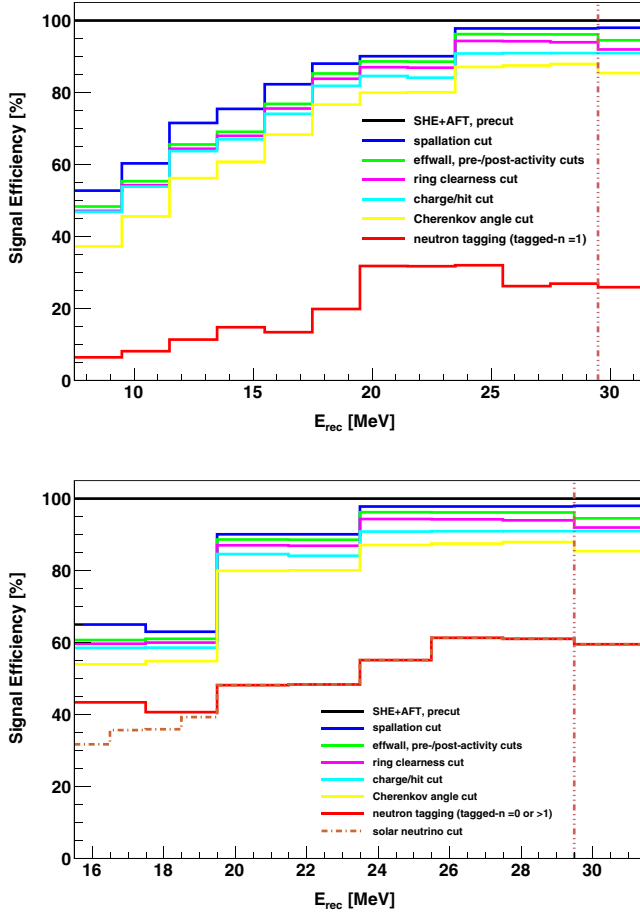 Signal Efficiency [%]
100
80
60
40
20
0
SHE+AFT, precut
spallation cut
effwall, pre-/post-activity cuts
ring clearness cut
charge/hit cut
Cherenkov angle cut
neutron tagging (tagged-n =1)
10 15 20 25 30
E_rec [MeV]
Signal Efficiency [%]
100
80
60
40
20
0
SHE+AFT, precut
spallation cut
effwall, pre-/post-activity cuts
ring clearness cut
charge/hit cut
Cherenkov angle cut
neutron tagging (tagged-n =0 or >1)
solar neutrino cut
16 18 20 22 24 26 28 30
E_rec [MeV]